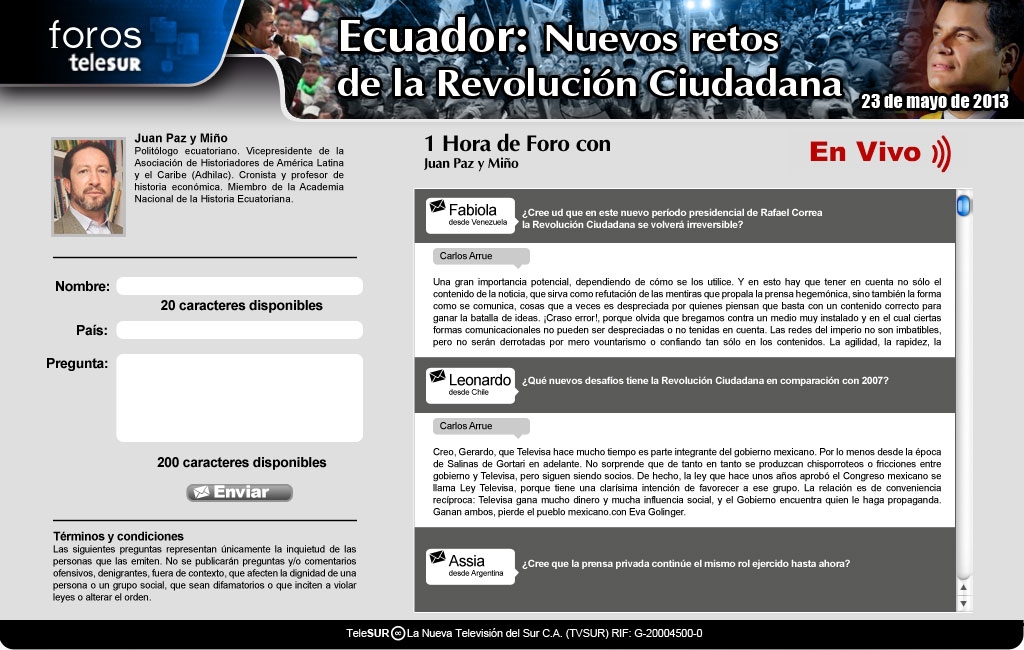 foros
teleSUR
Ecuador: Nuevos retos
de la Revolución Ciudadana
23 de mayo de 2013
Juan Paz y Miño
Politólogo ecuatoriano. Vicepresidente de la
Asociación de Historiadores de América Latina
y el Caribe (Adhilac). Cronista y profesor de
historia económica. Miembro de la Academia
Nacional de la Historia Ecuatoriana.
Nombre:
20 caracteres disponibles
País:
Pregunta:
200 caracteres disponibles
Enviar
Términos y condiciones
Las siguientes preguntas representan únicamente la inquietud de las
personas que las emiten. No se publicarán preguntas y/o comentarios
ofensivos, denigrantes, fuera de contexto, que afecten la dignidad de una
persona o un grupo social, que sean difamatorios o que inciten a violar
leyes o alterar el orden.
1 Hora de Foro con
Juan Paz y Miño
En Vivo
Fabiola
desde Venezuela
¿Cree ud que en este nuevo período presidencial de Rafael Correa
la Revolución Ciudadana se volverá irreversible?
Carlos Arrue
Una gran importancia potencial, dependiendo de cómo se los utilice. Y en esto hay que tener en cuenta no sólo el
contenido de la noticia, que sirva como refutación de las mentiras que propala la prensa hegemónica, sino también la forma
como se comunica, cosas que a veces es despreciada por quienes piensan que basta con un contenido correcto para
ganar la batalla de ideas. ¡Craso error!, porque olvida que bregamos contra un medio muy instalado y en el cual ciertas
formas comunicacionales no pueden ser despreciadas o no tenidas en cuenta. Las redes del imperio no son imbatibles,
pero no serán derrotadas por mero vountarismo o confiando tan sólo en los contenidos. La agilidad, la rapidez, la
Leonardo
desde Chile
¿Qué nuevos desafíos tiene la Revolución Ciudadana en comparación con 2007?
Carlos Arrue
Creo, Gerardo, que Televisa hace mucho tiempo es parte integrante del gobierno mexicano. Por lo menos desde la época
de Salinas de Gortari en adelante. No sorprende que de tanto en tanto se produzcan chisporroteos o fricciones entre
gobierno y Televisa, pero siguen siendo socios. De hecho, la ley que hace unos años aprobó el Congreso mexicano se
llama Ley Televisa, porque tiene una clarísima intención de favorecer a ese grupo. La relación es de conveniencia
recíproca: Televisa gana mucho dinero y mucha influencia social, y el Gobierno encuentra quien le haga propaganda.
Ganan ambos, pierde el pueblo mexicano.con Eva Golinger.
Assia
desde Argentina
¿Cree que la prensa privada continúe el mismo rol ejercido hasta ahora?
TeleSUR La Nueva Televisión del Sur C.A. (TVSUR) RIF: G-20004500-0